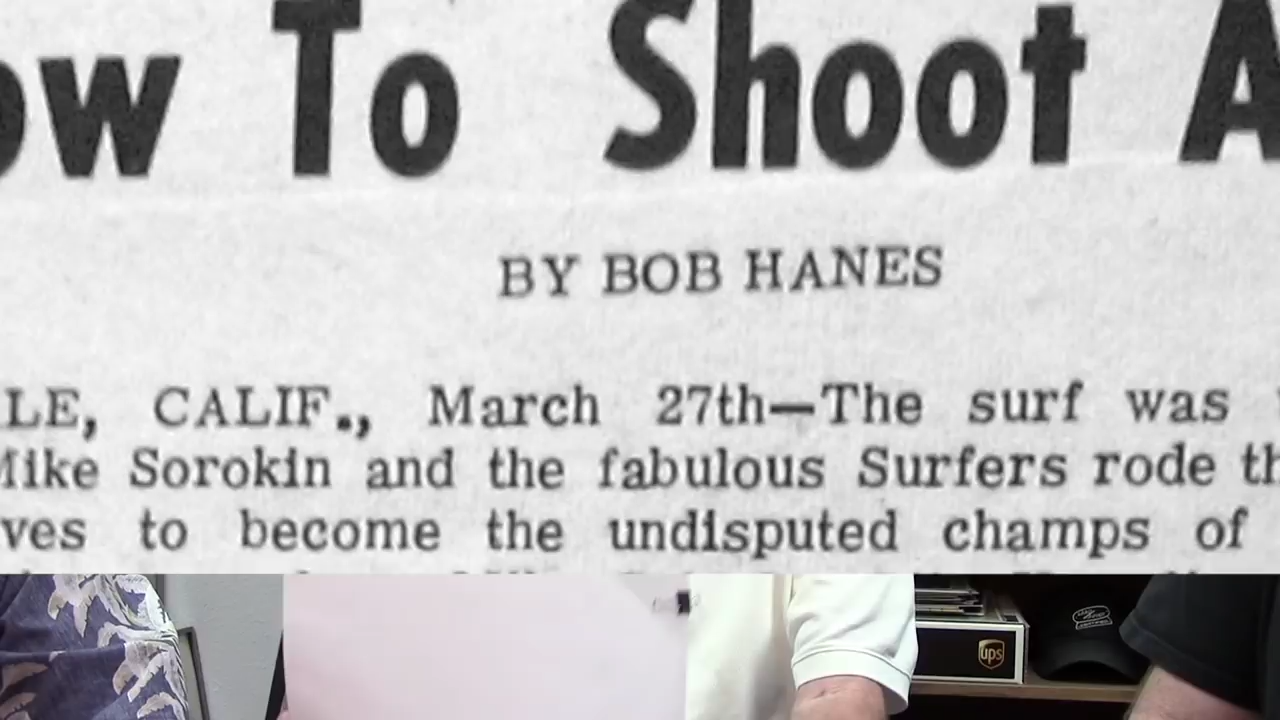 ow To Shoot A
BY BOB HANES
LE, CALIF., March 27th—The surf was
Mike Sorokin and the fabulous Surfers rode th
ves to become the undisputed champs of
ups